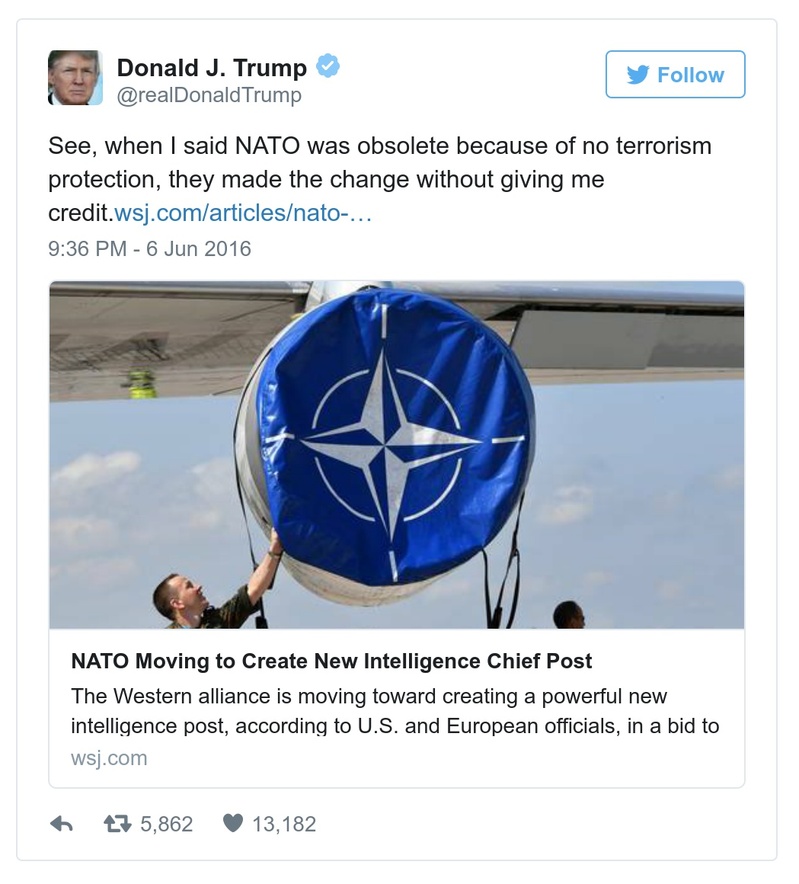 Donald J. Trump
@realDonaldTrump
Follow
See, when I said NATO was obsolete because of no terrorism
protection, they made the change without giving me
credit.wsj.com/articles/nato-…
9:36 PM - 6 Jun 2016
NATO Moving to Create New Intelligence Chief Post
The Western alliance is moving toward creating a powerful new
intelligence post, according to U.S. and European officials, in a bid to
wsj.com
5,862
13,182